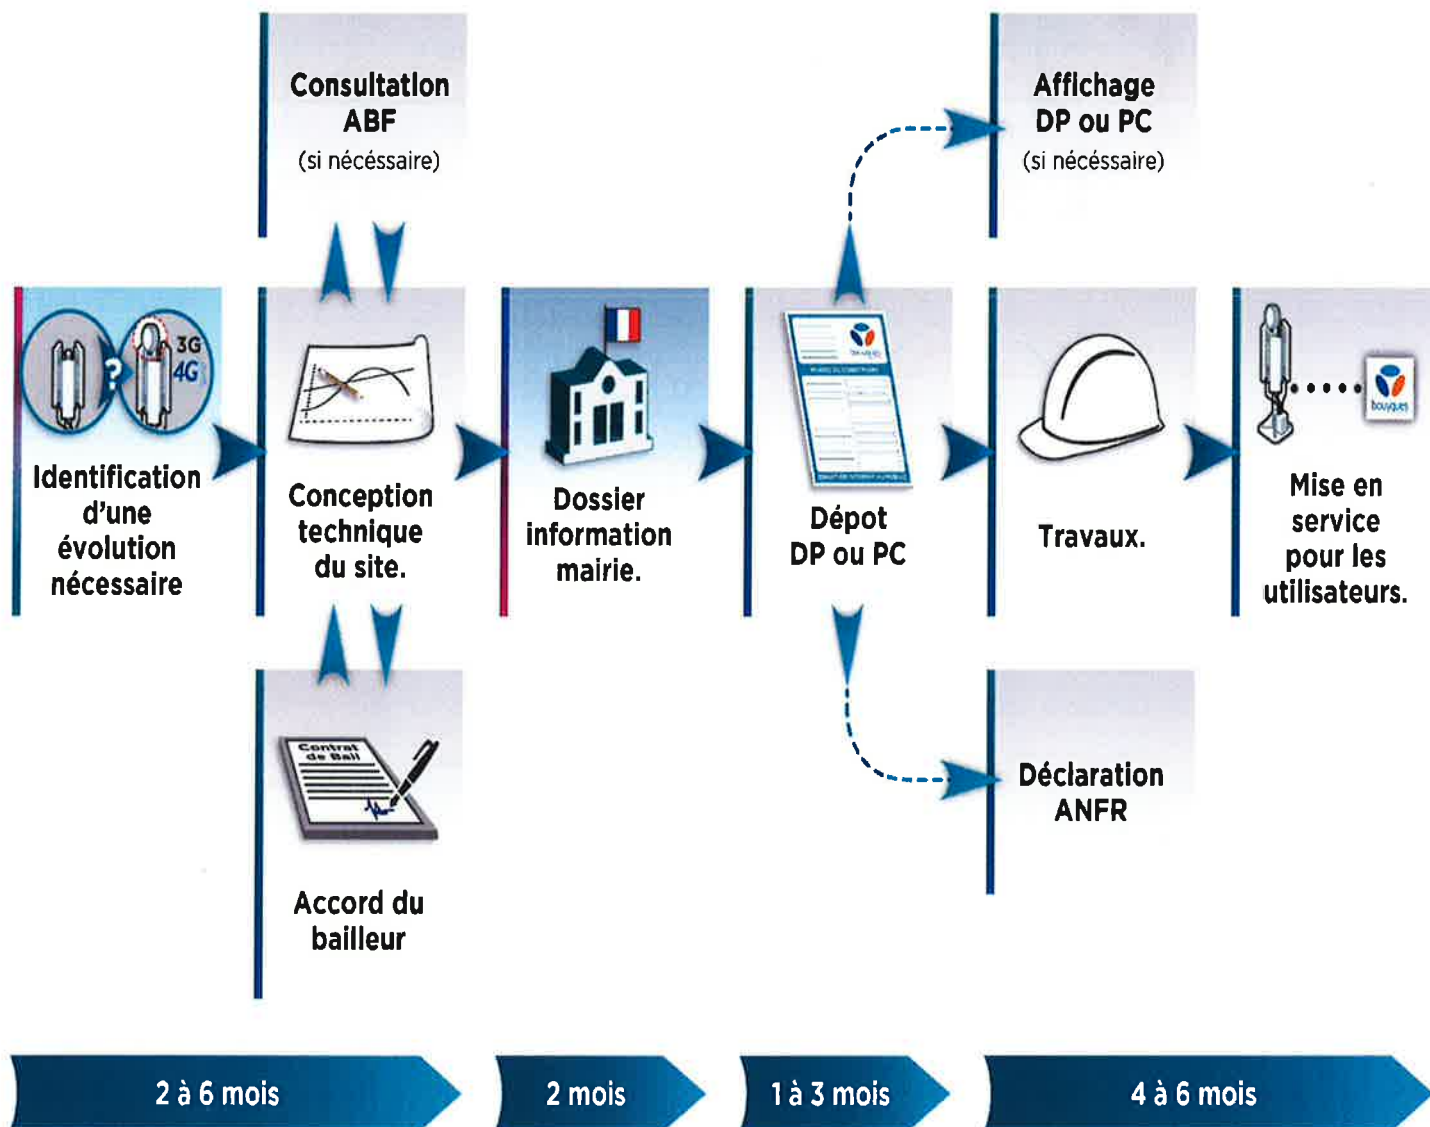 Consultation
ABF
(si nécéssaire)
Affichage
DP ou PC
(si nécéssaire)
3G
4G
?
Identification
d'une
évolution
nécessaire
Conception
technique
du site.
Dossier
information
mairie.
Dépot
DP ou PC
Travaux.
bouygues
Mise en
service
pour les
utilisateurs.
Contrat
de Bail
Accord du
bailleur
Déclaration
ANFR
2 à 6 mois
2 mois
1 à 3 mois
4 à 6 mois